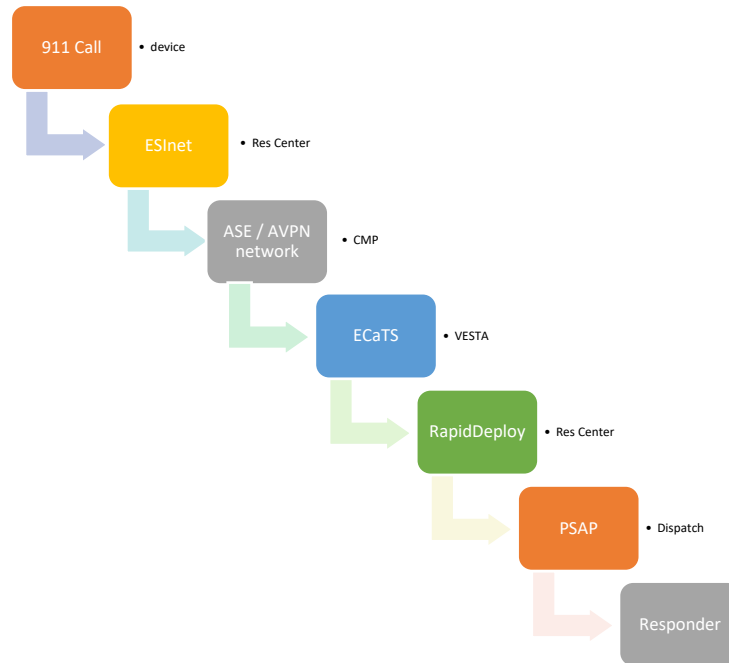 911 Call
• device
ESInet
• Res Center
ASE / AVPN
network
• CMP
ECaTS
• VESTA
RapidDeploy
• Res Center
PSAP
• Dispatch
Responder